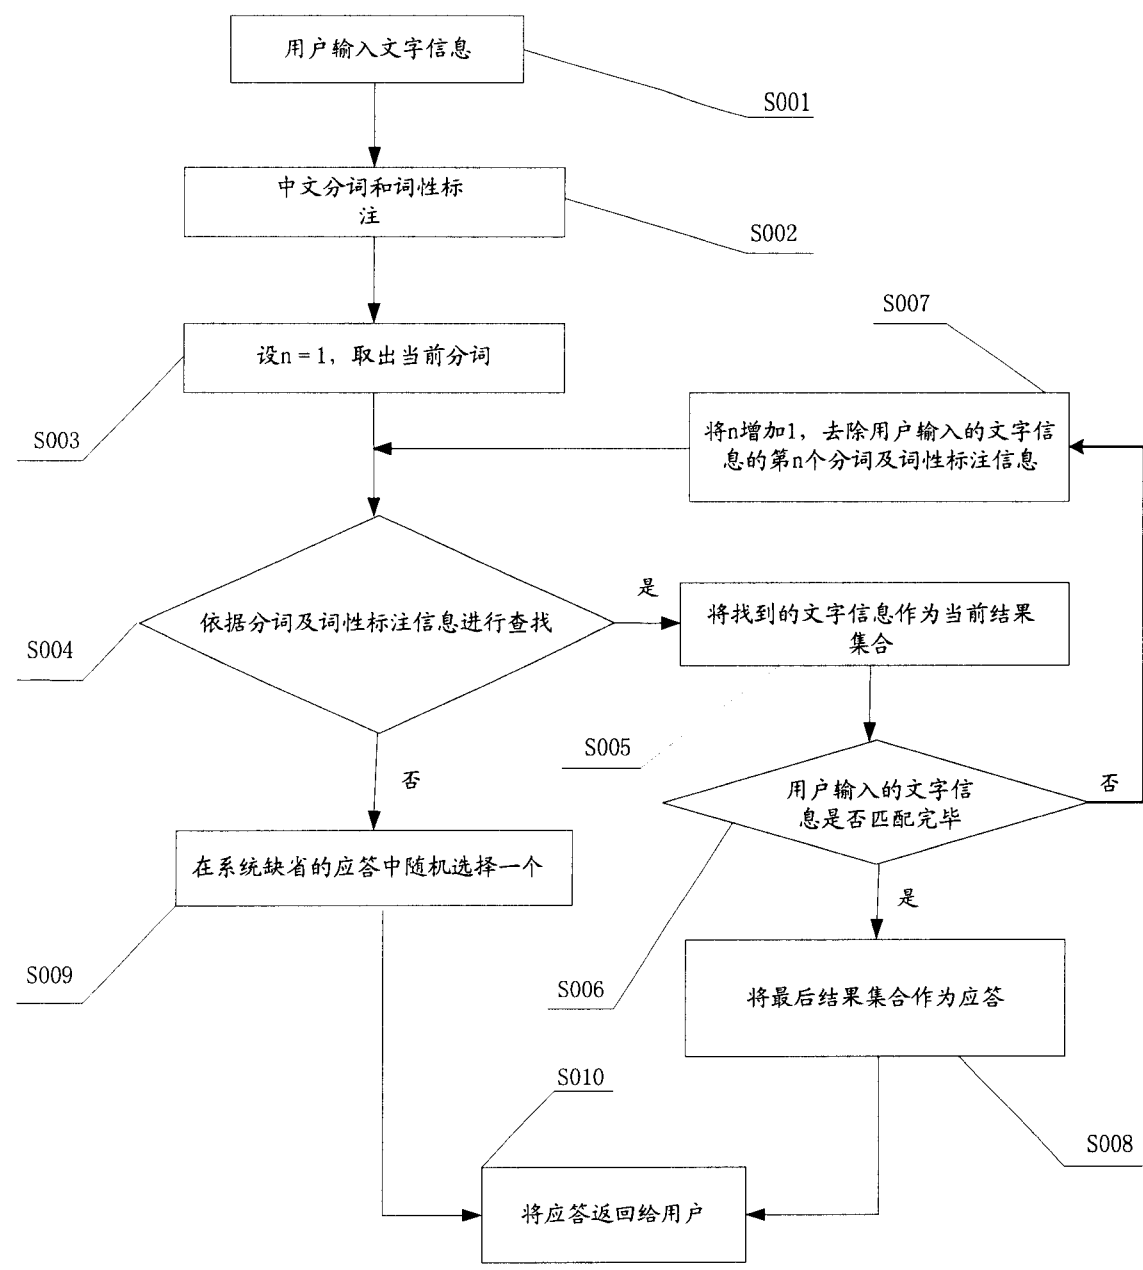 用户输入文字信息
S001
中文分词和词性标
注
S002
S007
设n=1，取出当前分词
S003
将n增加1，去除用户输入的文字信
息的第n个分词及词性标注信息
依据分词及词性标注信息进行查找
S004
是
将找到的文字信息作为当前结果
集合
S005
否
用户输入的文字信
息是否匹配完毕
否
在系统缺省的应答中随机选择一个
是
S009
S006
将最后结果集合作为应答
S010
S008
将应答返回给用户